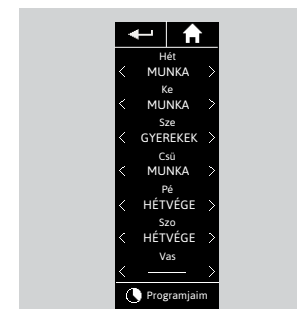 Hét
MUNKA
Ke
MUNKA
Sze
GYEREKEK
Csü
MUNKA
Pé
HÉTVÉGE
Szo
HÉTVÉGE
Vas
Programjaim